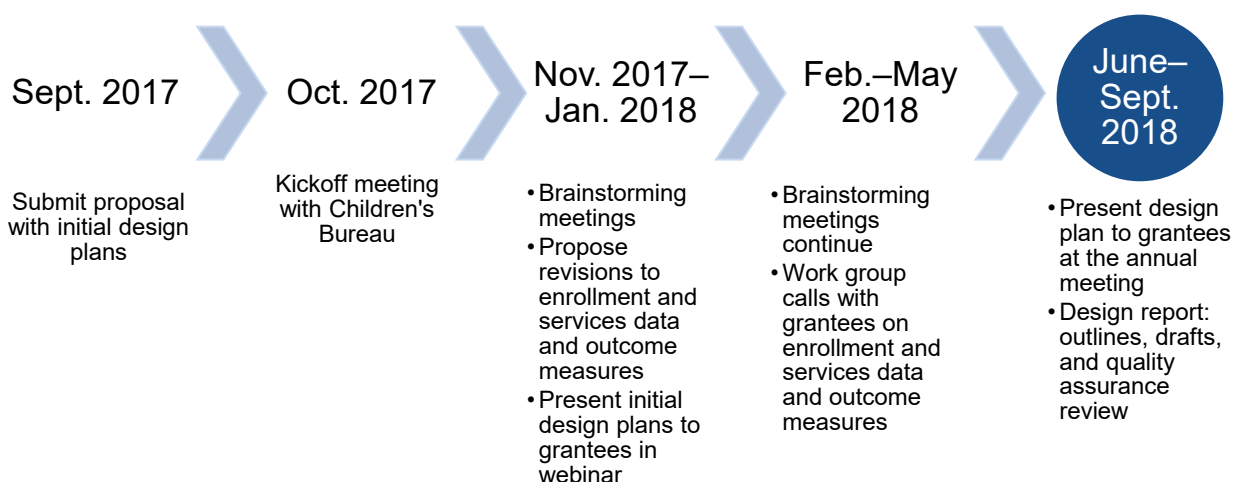 Sept. 2017
Submit proposal
with initial design
plans
Oct. 2017
Kickoff meeting
with Children's
Bureau
Nov. 2017–
Jan. 2018
• Brainstorming
meetings
• Propose
revisions to
enrollment and
services data
and outcome
measures
• Present initial
design plans to
grantees in
webinar
Feb.–May
2018
• Brainstorming
meetings
continue
• Work group
calls with
grantees on
enrollment and
services data
and outcome
measures
June–
Sept.
2018
• Present design
plan to grantees
at the annual
meeting
• Design report:
outlines, drafts,
and quality
assurance
review